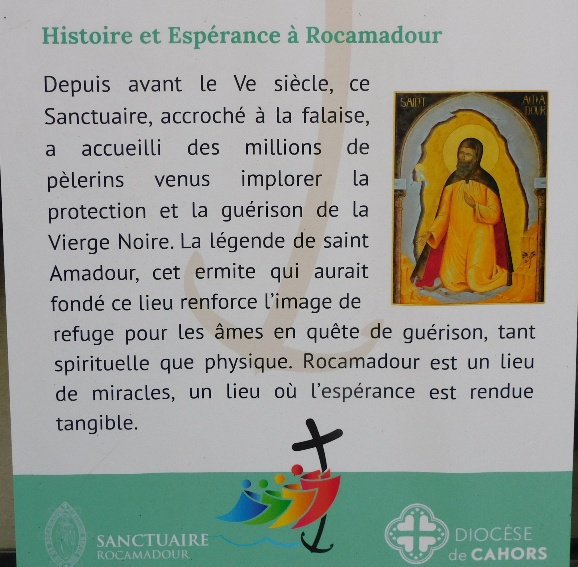 Histoire et Espérance à Rocamadour
Depuis avant le Ve siècle, ce
Sanctuaire, accroché à la falaise,
a accueilli des millions de
pèlerins venus implorer la
protection et la guérison de la
Vierge Noire. La légende de saint
Amadour, cet ermite qui aurait
fondé ce lieu renforce l'image de
refuge pour les âmes en quête de guérison, tant
spirituelle que physique. Rocamadour est un lieu
de miracles, un lieu où l'espérance est rendue
tangible.
SAINT AMA
DOUR
SANCTUAIRE
ROCAMADOUR
DIOCÈSE
de CAHORS